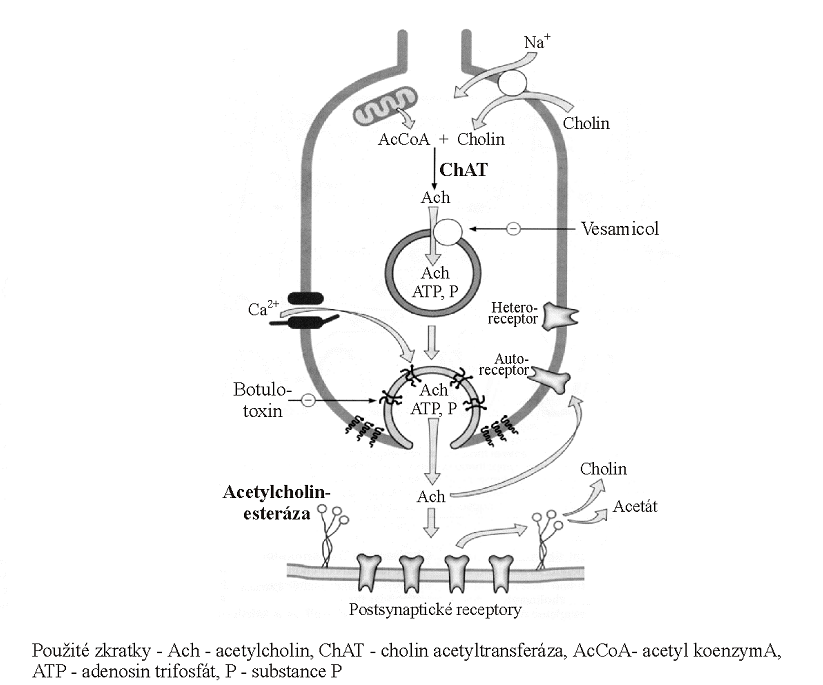 Na+
Cholin
AcCoA + Cholin
ChAT
Ach
Vesamicol
Ach
ATP, P
Hetero-
receptor
Ca2+
Auto-
receptor
Botulo-
toxin
Ach
ATP, P
Ach
Cholin
Acetát
Acetylcholin-
esteráza
Postsynaptické receptory
Použité zkratky - Ach - acetylcholin, ChAT - cholin acetyltransferáza, AcCoA- acetyl koenzymA,
ATP - adenosin trifosfát, P - substance P